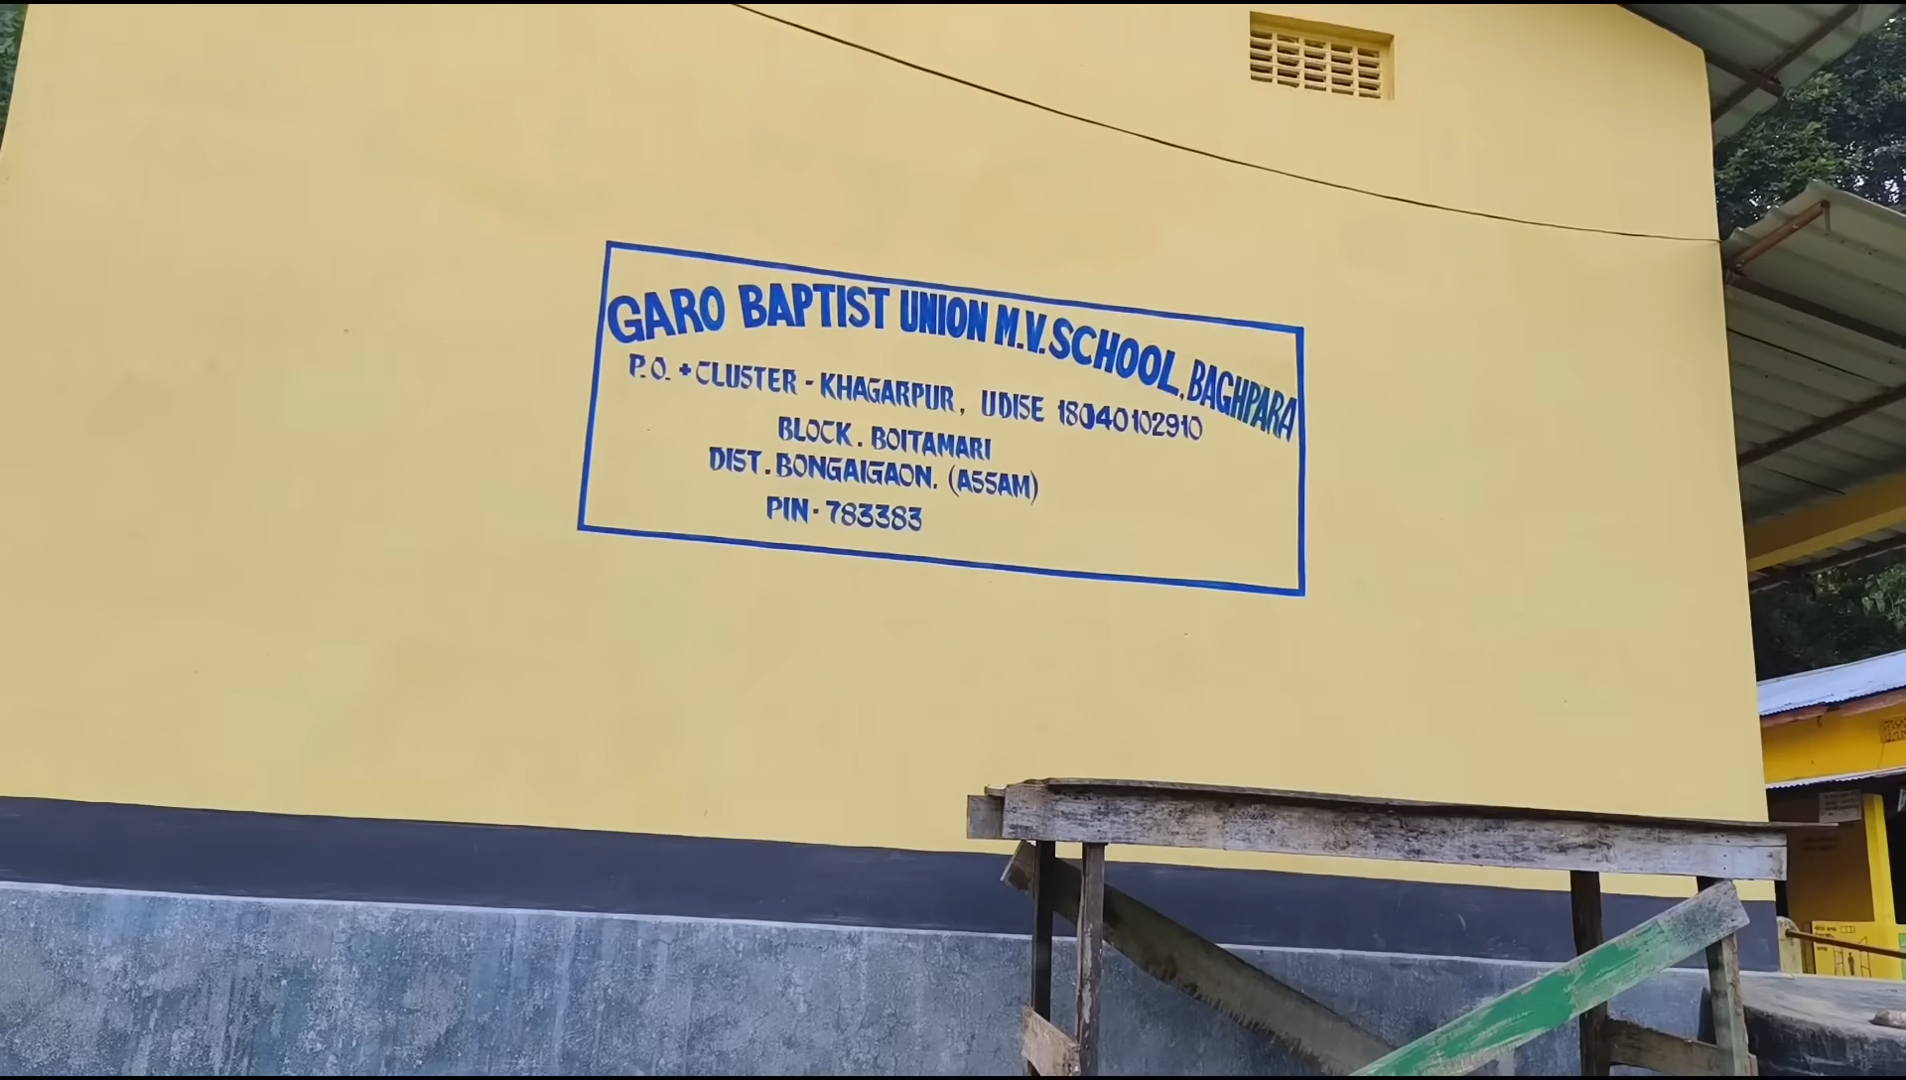 GARO BAPTIST UNION M.V. SCHOOL, BAGHPARA
P.O. + CLUSTER - KHAGARPUR, UDISE 18040102910
BLOCK. BOITAMARI
DIST. BONGAIGAON. (ASSAM)
PIN - 783383